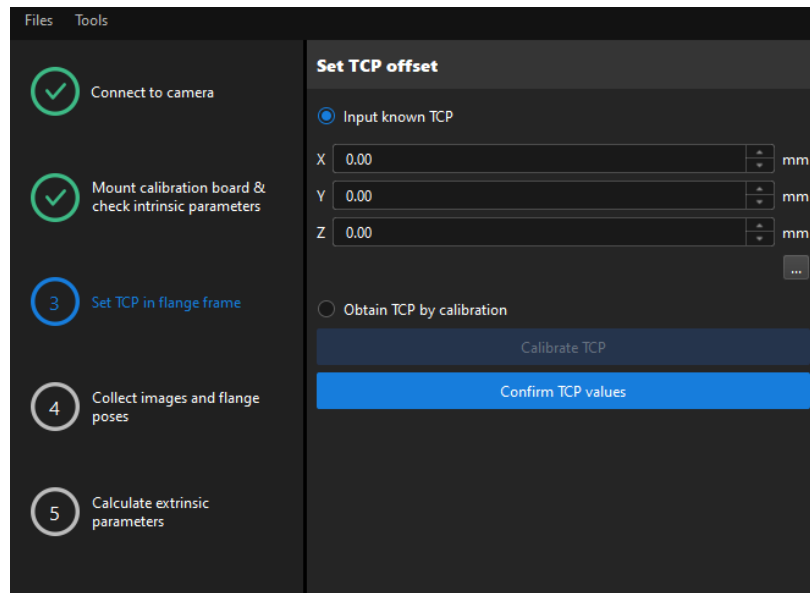 Files Tools
Connect to camera
Mount calibration board &
check intrinsic parameters
3 Set TCP in flange frame
4 Collect images and flange
poses
5 Calculate extrinsic
parameters
Set TCP offset
Input known TCP
X 0.00 mm
Y 0.00 mm
Z 0.00 mm
...
Obtain TCP by calibration
Calibrate TCP
Confirm TCP values